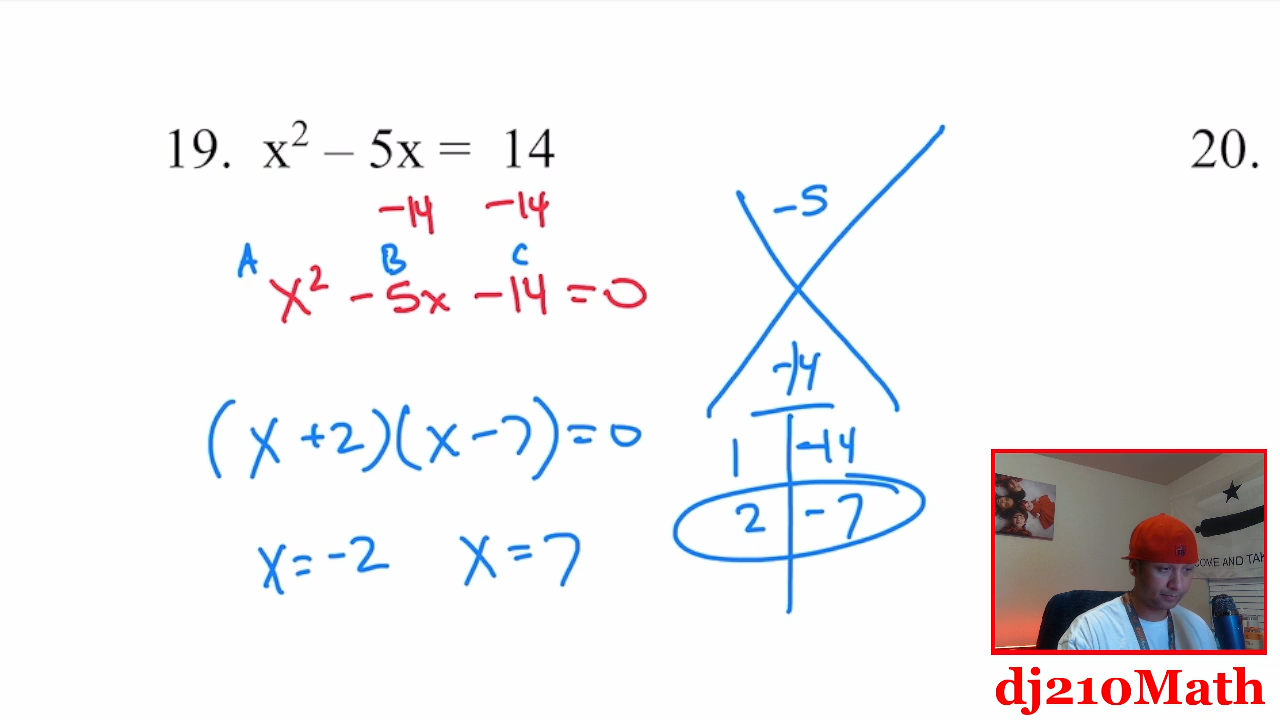 19. x² – 5x = 14
20.
-14 -14
A B C
x² - 5x - 14 = 0
(x + 2)(x - 7) = 0
x = -2 x = 7
-5
-14
1 -14
2 -7
COME AND TAK
dj210Math